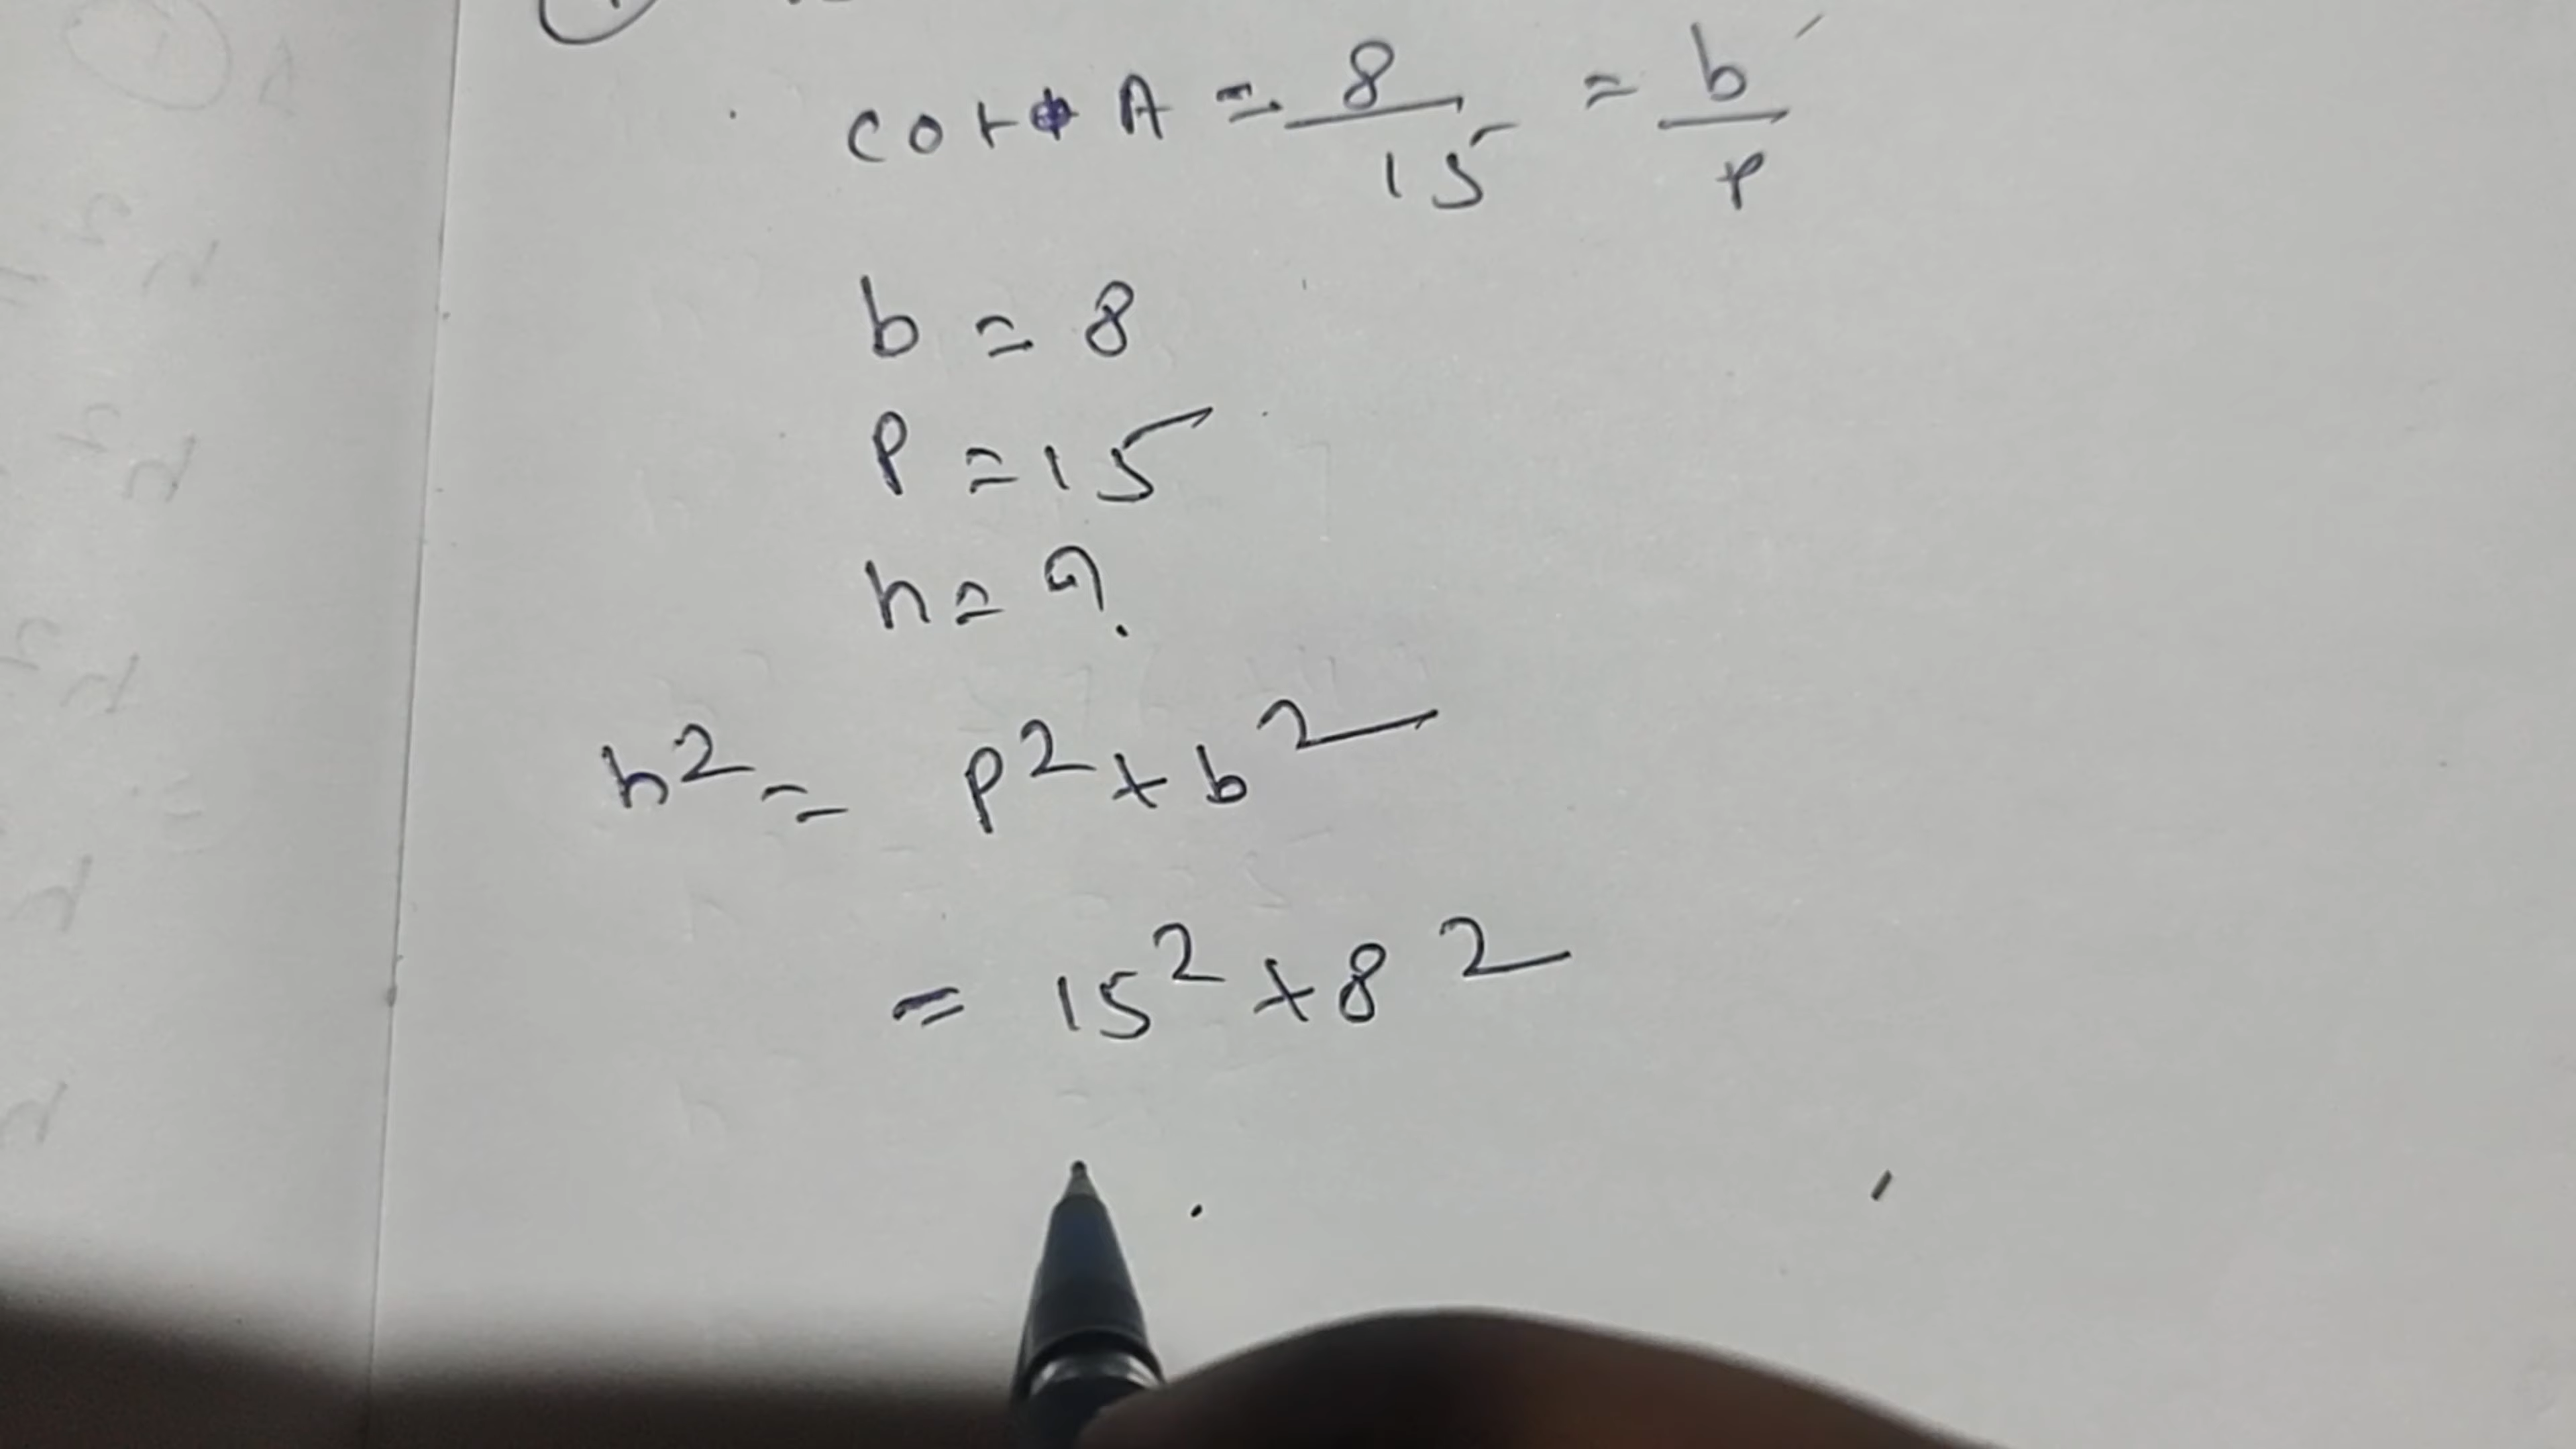 cot A = 8/15 = b/p
b = 8
p = 15
h = ?
h² = p² + b²
= 15² + 8²